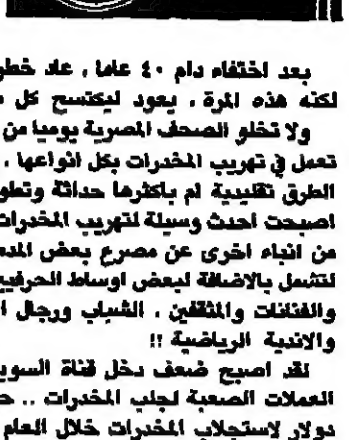 بعد اختفاء دام ٤٠ عاما ، عاد خطر
لكنه هذه المرة ، يعود ليكتسح كل
ولا تخلو الصحف المصرية يوميا من
تعمل في تهريب المخدرات بكل انواعها .
الطرق تقليدية ام باكثرها حداثة وتطو
اصبحت احدث وسيلة لتهريب المخدرات
عن انباء اخرى عن مصرع بعض المد
لتشمل بالاضافة لبعض اوساط الحرفي
والفنانات والمثقفين ، الشباب ورجال ا
والاندية الرياضية !!
لقد اصبح ضعف دخل قناة السوي
العملات الصعبة لجلب المخدرات ..
دولار لاستجلاب المخدرات خلال العام